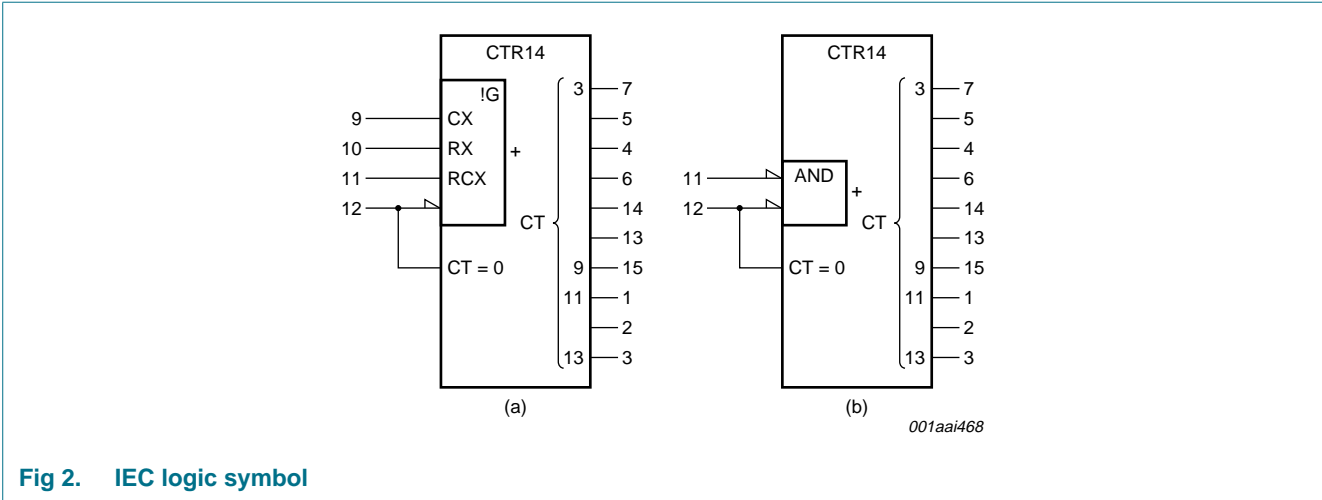 CTR14 CTR14
!G 3 7 3 7
9 CX 5 5
10 RX + 4 4
11 RCX 6 11 AND 6
12 14 12 + 14
CT 13 CT 13
CT = 0 9 15 CT = 0 9 15
11 1 11 1
2 2
13 3 13 3
(a) (b)
001aai468
Fig 2. IEC logic symbol